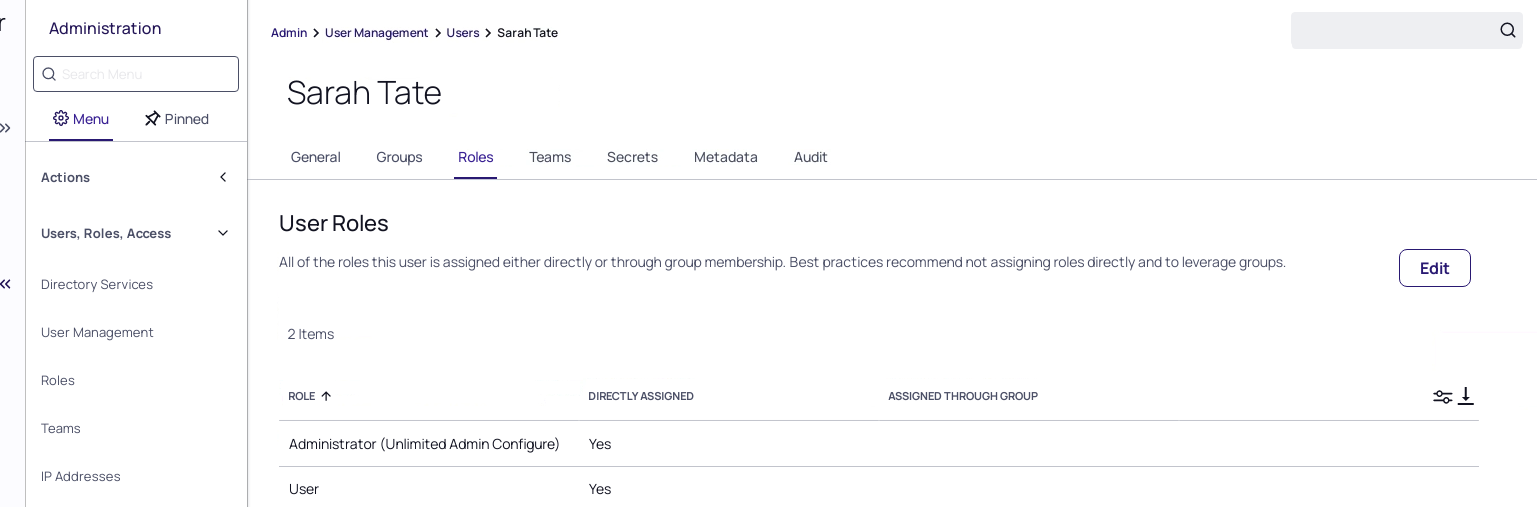 r
Administration
Search Menu
Menu
Pinned
Actions
Users, Roles, Access
Directory Services
User Management
Roles
Teams
IP Addresses
Admin > User Management > Users > Sarah Tate
Sarah Tate
General Groups Roles Teams Secrets Metadata Audit
User Roles
All of the roles this user is assigned either directly or through group membership. Best practices recommend not assigning roles directly and to leverage groups.
Edit
2 Items
ROLE DIRECTLY ASSIGNED ASSIGNED THROUGH GROUP
Administrator (Unlimited Admin Configure) Yes
User Yes